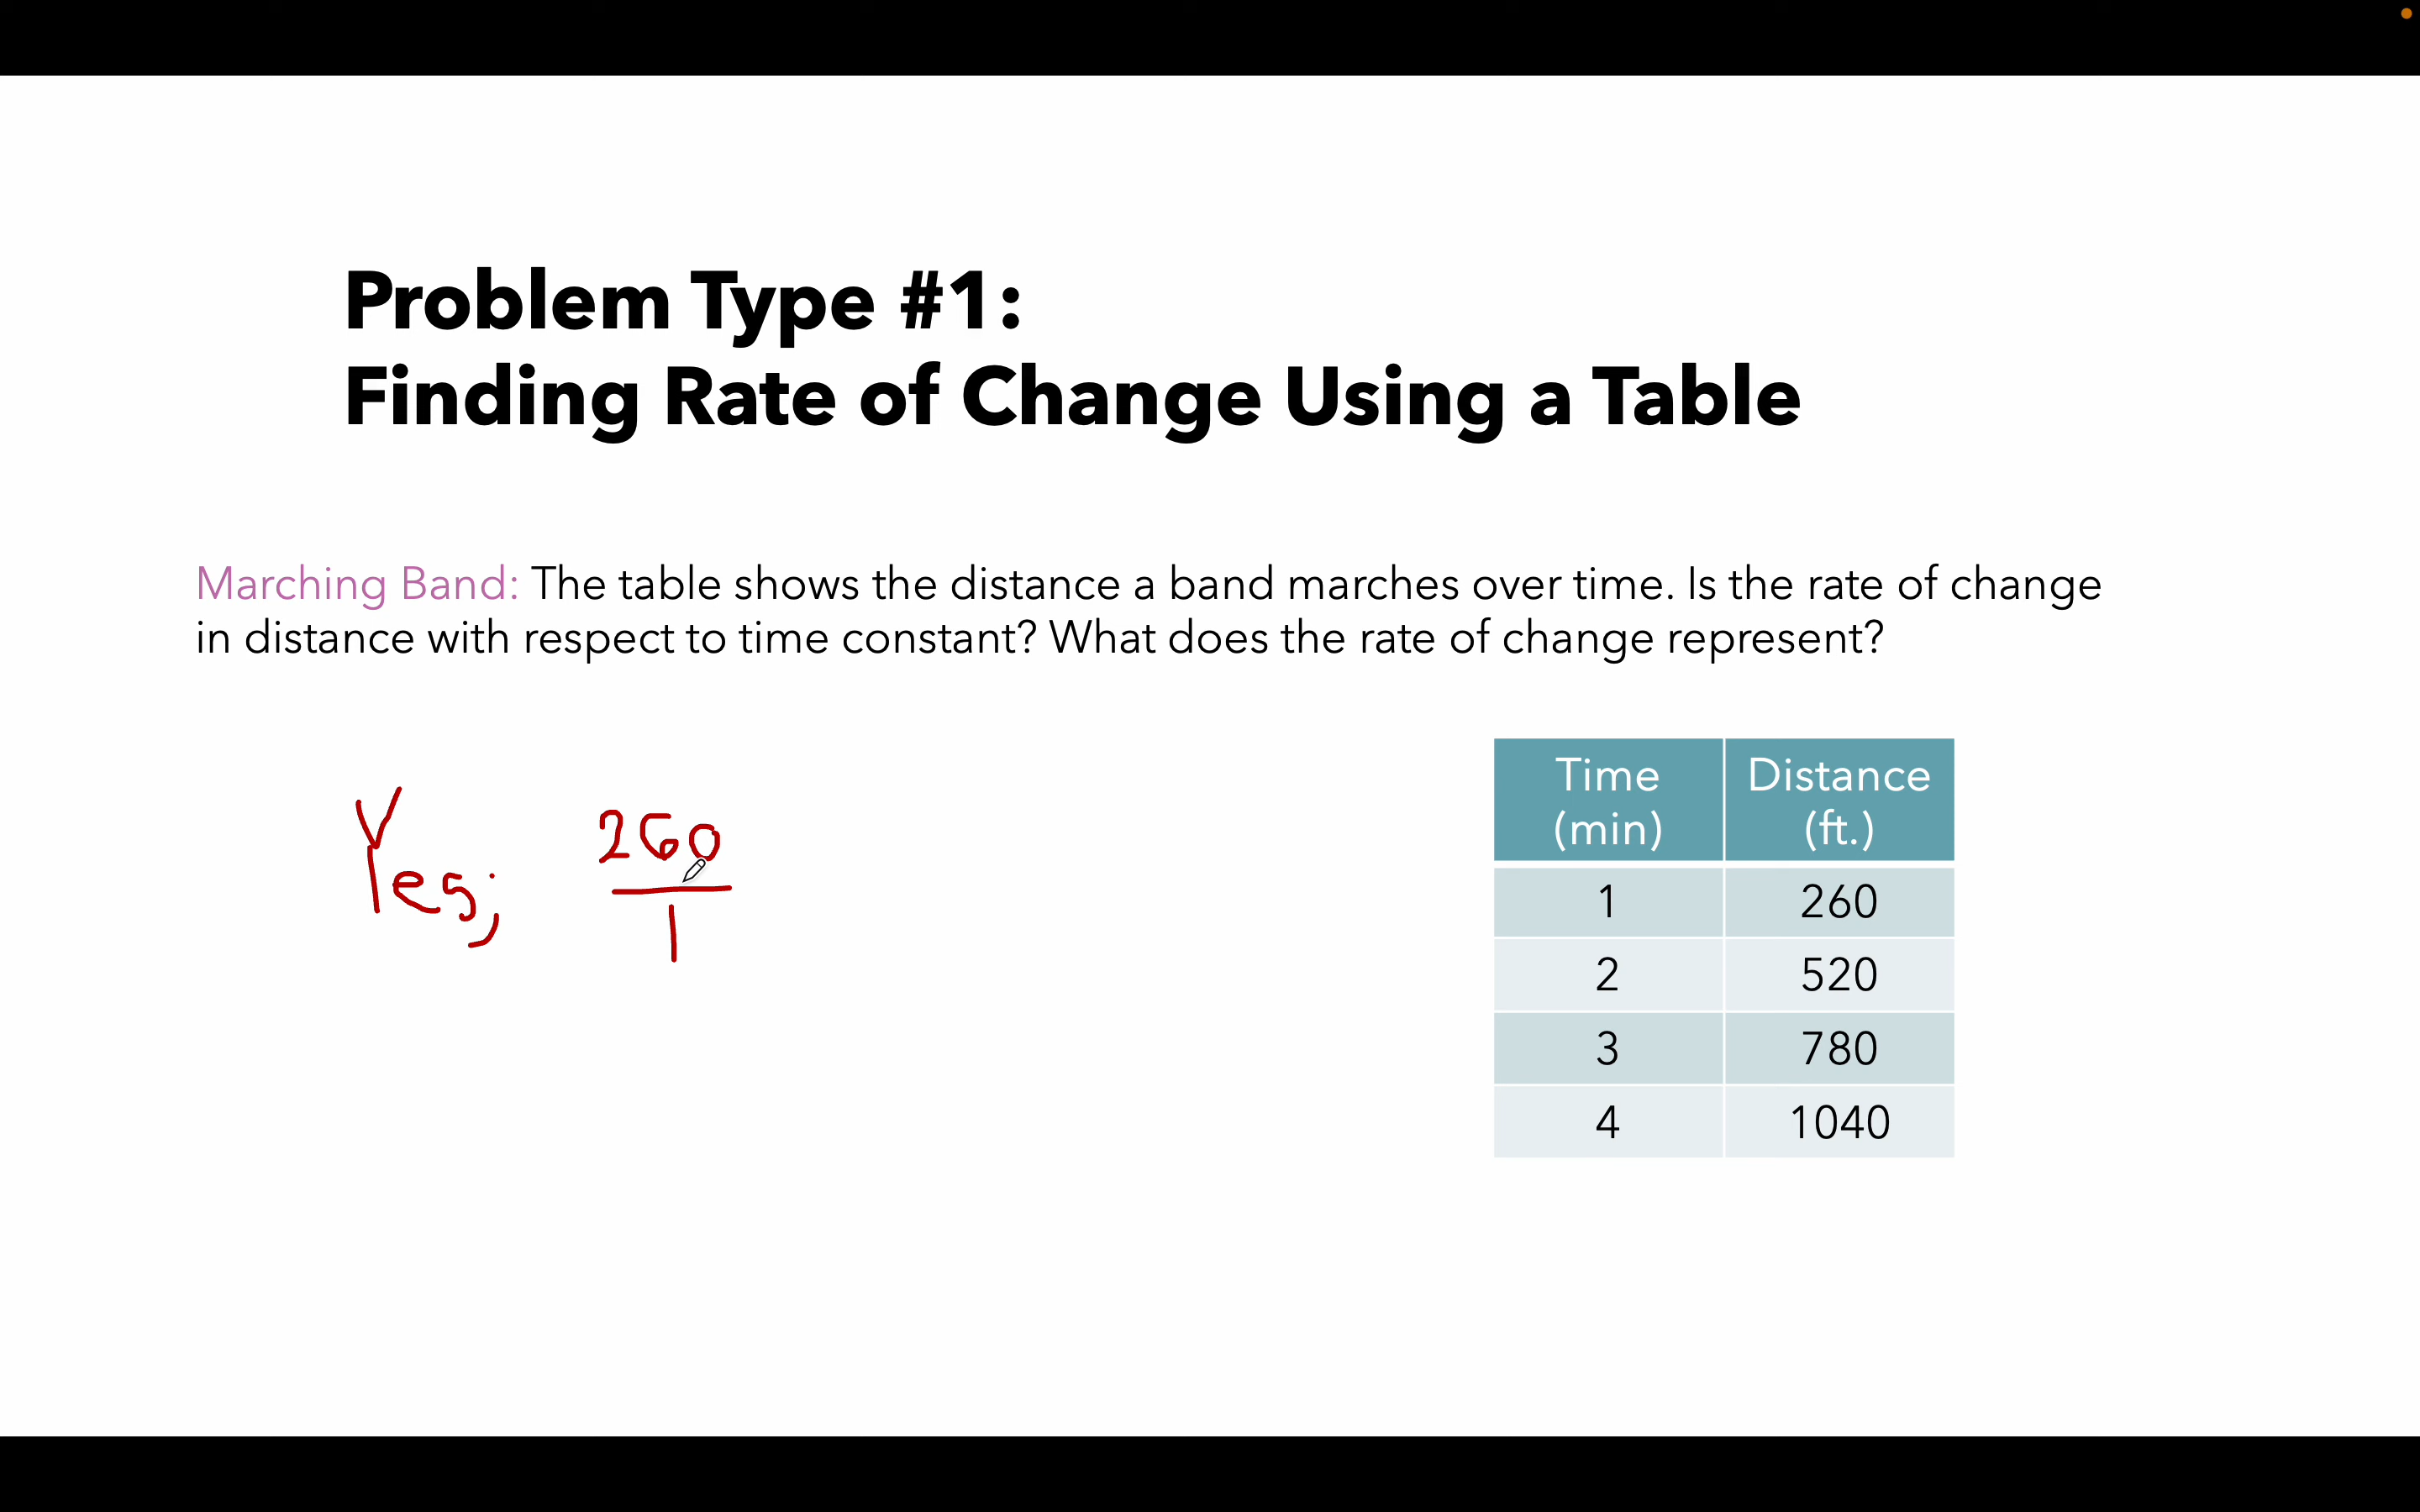 Problem Type #1:
Finding Rate of Change Using a Table
Marching Band: The table shows the distance a band marches over time. Is the rate of change
in distance with respect to time constant? What does the rate of change represent?
Yes; 260
1
Time (min) Distance (ft.)
1 260
2 520
3 780
4 1040